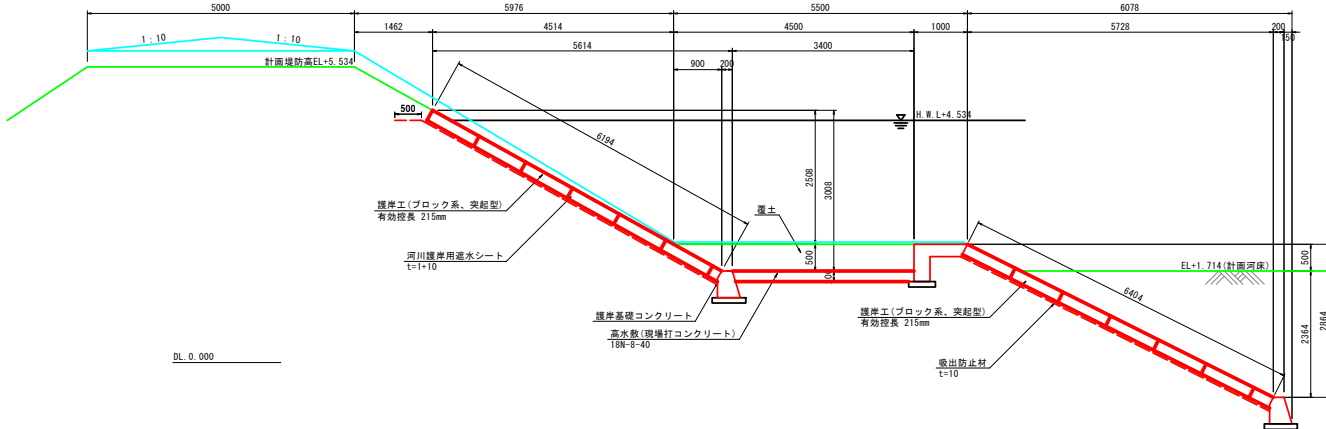 5000
5976
5500
6078
1462
4514
4500
1000
5728
200
150
5614
3400
900
200
1:10
1:10
計画堤防高EL+5.534
500
H.W.L+4.534
6194
2508
3008
護岸工(ブロック系、突起型)
有効控長 215mm
覆土
河川護岸用遮水シート
t=1+10
500
500
EL+1.714(計画河床)
6404
護岸基礎コンクリート
高水敷(現場打コンクリート)
18N-8-40
護岸工(ブロック系、突起型)
有効控長 215mm
2364
2864
吸出防止材
t=10
DL.0.000